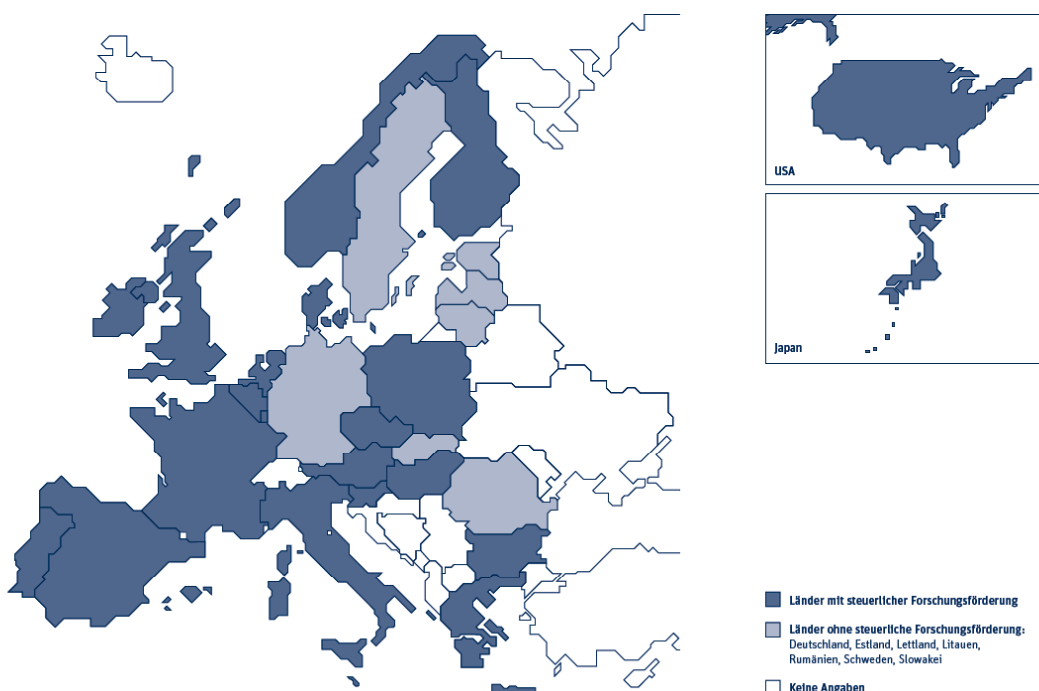 USA
Japan
Länder mit steuerlicher Forschungsförderung
Länder ohne steuerliche Forschungsförderung:
Deutschland, Estland, Lettland, Litauen,
Rumänien, Schweden, Slowakei
Keine Angaben